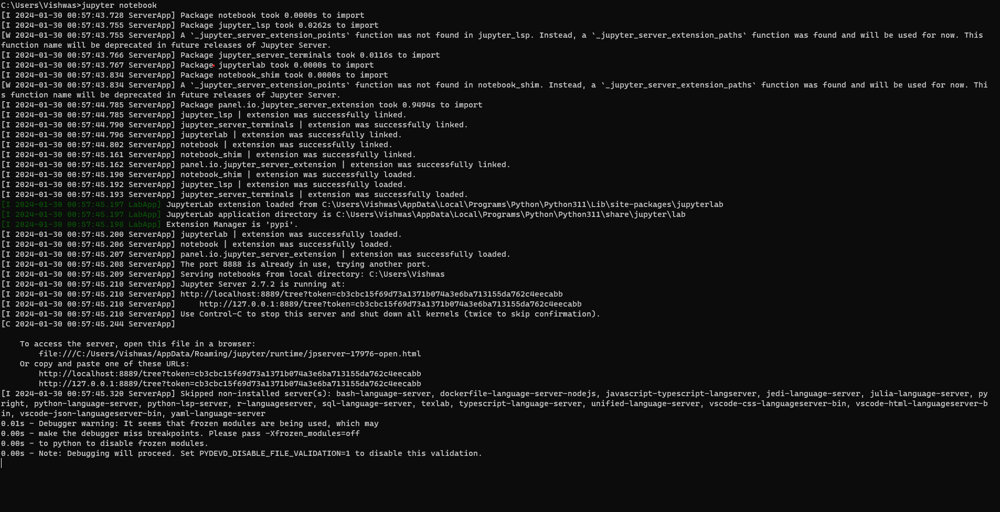 C:\Users\Vishwas>jupyter notebook
[I 2024-01-30 00:57:43.728 ServerApp] Package notebook took 0.0000s to import
[I 2024-01-30 00:57:43.755 ServerApp] Package jupyter_lsp took 0.0262s to import
[W 2024-01-30 00:57:43.755 ServerApp] A `_jupyter_server_extension_points` function was not found in jupyter_lsp. Instead, a `_jupyter_server_extension_paths` function was found and will be used for now. This
function name will be deprecated in future releases of Jupyter Server.
[I 2024-01-30 00:57:43.766 ServerApp] Package jupyter_server_terminals took 0.0116s to import
[I 2024-01-30 00:57:43.767 ServerApp] Package jupyterlab took 0.0000s to import
[I 2024-01-30 00:57:43.834 ServerApp] Package notebook_shim took 0.0000s to import
[W 2024-01-30 00:57:43.834 ServerApp] A `_jupyter_server_extension_points` function was not found in notebook_shim. Instead, a `_jupyter_server_extension_paths` function was found and will be used for now. Thi
s function name will be deprecated in future releases of Jupyter Server.
[I 2024-01-30 00:57:44.785 ServerApp] Package panel.io.jupyter_server_extension took 0.9494s to import
[I 2024-01-30 00:57:44.785 ServerApp] jupyter_lsp | extension was successfully linked.
[I 2024-01-30 00:57:44.790 ServerApp] jupyter_server_terminals | extension was successfully linked.
[I 2024-01-30 00:57:44.796 ServerApp] jupyterlab | extension was successfully linked.
[I 2024-01-30 00:57:44.802 ServerApp] notebook | extension was successfully linked.
[I 2024-01-30 00:57:45.161 ServerApp] notebook_shim | extension was successfully linked.
[I 2024-01-30 00:57:45.162 ServerApp] panel.io.jupyter_server_extension | extension was successfully linked.
[I 2024-01-30 00:57:45.190 ServerApp] notebook_shim | extension was successfully loaded.
[I 2024-01-30 00:57:45.192 ServerApp] jupyter_lsp | extension was successfully loaded.
[I 2024-01-30 00:57:45.193 ServerApp] jupyter_server_terminals | extension was successfully loaded.
[I 2024-01-30 00:57:45.197 LabApp] JupyterLab extension loaded from C:\Users\Vishwas\AppData\Local\Programs\Python\Python311\Lib\site-packages\jupyterlab
[I 2024-01-30 00:57:45.197 LabApp] JupyterLab application directory is C:\Users\Vishwas\AppData\Local\Programs\Python\Python311\share\jupyter\lab
[I 2024-01-30 00:57:45.198 LabApp] Extension Manager is 'pypi'.
[I 2024-01-30 00:57:45.200 ServerApp] jupyterlab | extension was successfully loaded.
[I 2024-01-30 00:57:45.206 ServerApp] notebook | extension was successfully loaded.
[I 2024-01-30 00:57:45.207 ServerApp] panel.io.jupyter_server_extension | extension was successfully loaded.
[I 2024-01-30 00:57:45.208 ServerApp] The port 8888 is already in use, trying another port.
[I 2024-01-30 00:57:45.209 ServerApp] Serving notebooks from local directory: C:\Users\Vishwas
[I 2024-01-30 00:57:45.210 ServerApp] Jupyter Server 2.7.2 is running at:
[I 2024-01-30 00:57:45.210 ServerApp] http://localhost:8889/tree?token=cb3cbc15f69d73a1371b074a3e6ba713155da762c4eecabb
[I 2024-01-30 00:57:45.210 ServerApp]     http://127.0.0.1:8889/tree?token=cb3cbc15f69d73a1371b074a3e6ba713155da762c4eecabb
[I 2024-01-30 00:57:45.210 ServerApp] Use Control-C to stop this server and shut down all kernels (twice to skip confirmation).
[C 2024-01-30 00:57:45.244 ServerApp]
    To access the server, open this file in a browser:
        file:///C:/Users/Vishwas/AppData/Roaming/jupyter/runtime/jpserver-17976-open.html
    Or copy and paste one of these URLs:
        http://localhost:8889/tree?token=cb3cbc15f69d73a1371b074a3e6ba713155da762c4eecabb
        http://127.0.0.1:8889/tree?token=cb3cbc15f69d73a1371b074a3e6ba713155da762c4eecabb
[I 2024-01-30 00:57:45.320 ServerApp] Skipped non-installed server(s): bash-language-server, dockerfile-language-server-nodejs, javascript-typescript-langserver, jedi-language-server, julia-language-server, py
right, python-language-server, python-lsp-server, r-languageserver, sql-language-server, texlab, typescript-language-server, unified-language-server, vscode-css-languageserver-bin, vscode-html-languageserver-b
in, vscode-json-languageserver-bin, yaml-language-server
0.01s - Debugger warning: It seems that frozen modules are being used, which may
0.00s - make the debugger miss breakpoints. Please pass -Xfrozen_modules=off
0.00s - to python to disable frozen modules.
0.00s - Note: Debugging will proceed. Set PYDEVD_DISABLE_FILE_VALIDATION=1 to disable this validation.